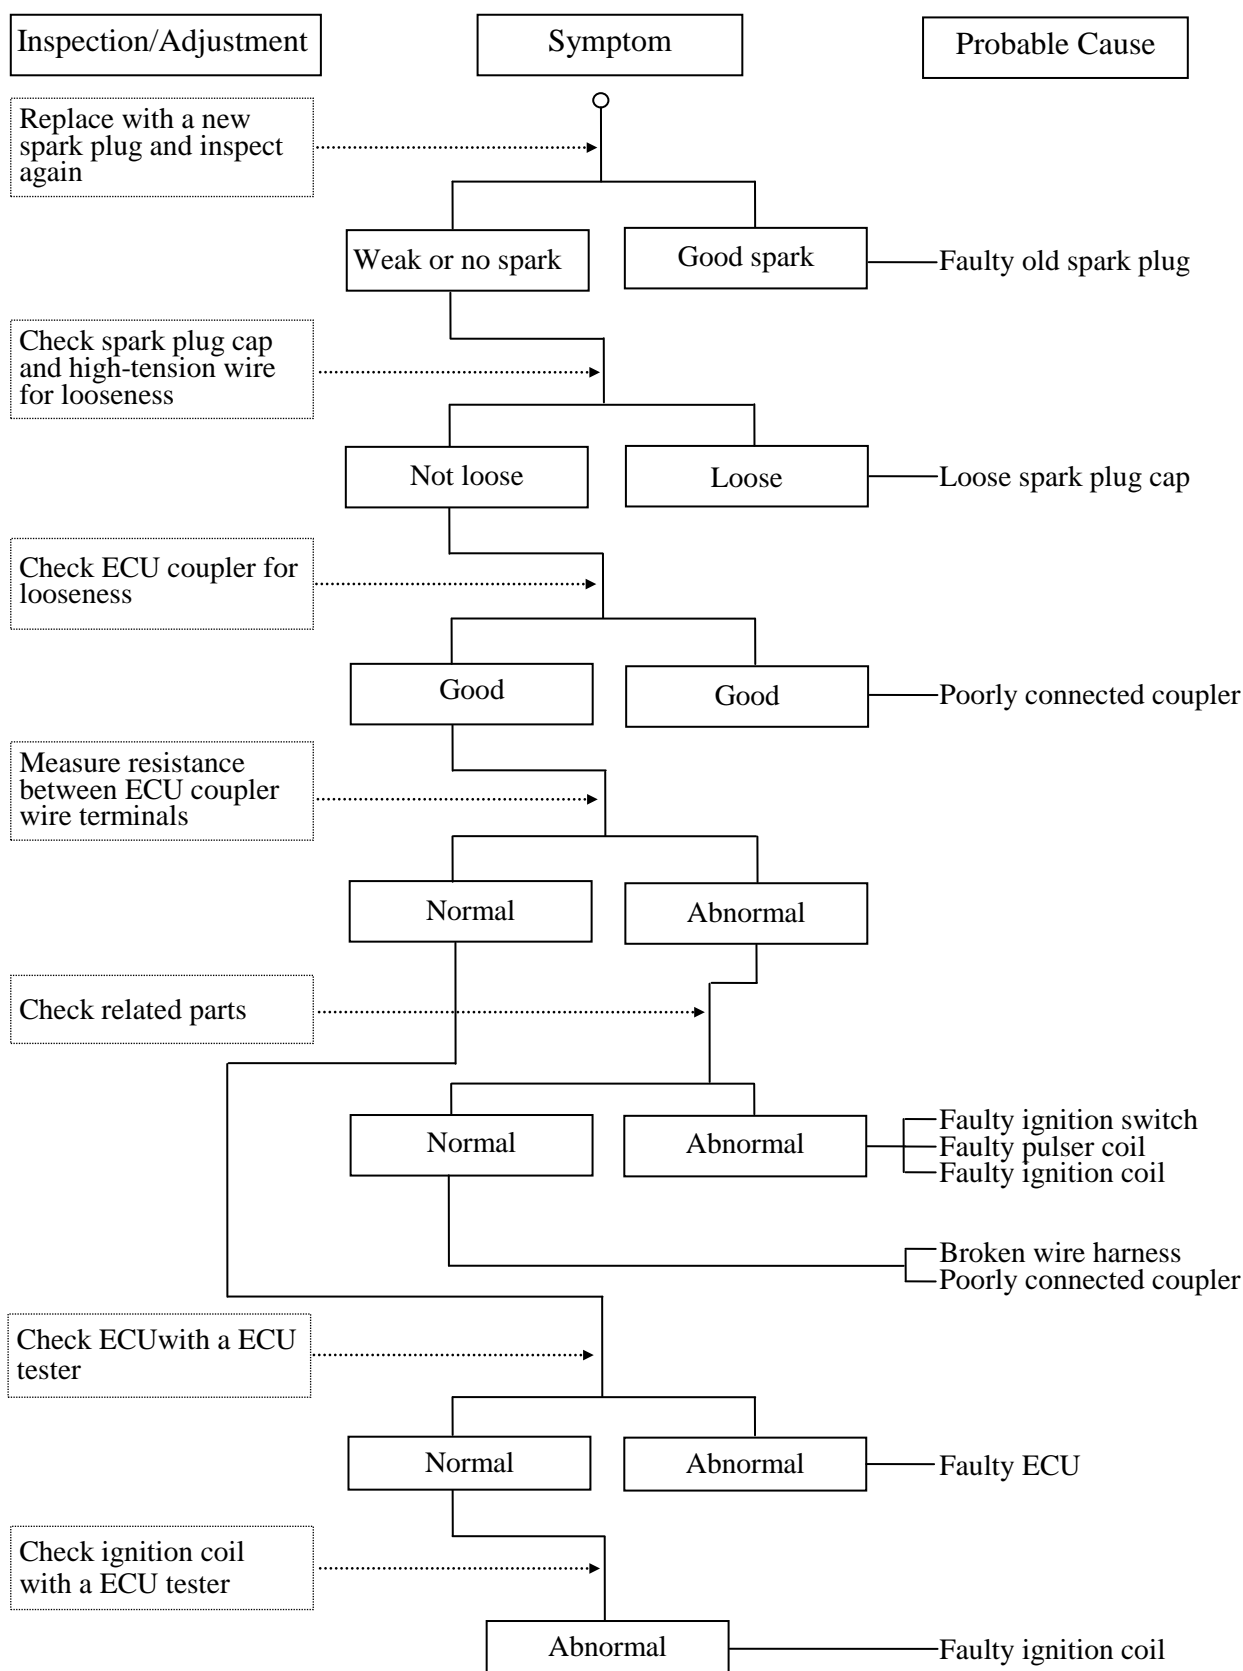 Inspection/Adjustment
Symptom
Probable Cause
Replace with a new
spark plug and inspect
again
Weak or no spark
Good spark
Faulty old spark plug
Check spark plug cap
and high-tension wire
for looseness
Not loose
Loose
Loose spark plug cap
Check ECU coupler for
looseness
Good
Good
Poorly connected coupler
Measure resistance
between ECU coupler
wire terminals
Normal
Abnormal
Check related parts
Normal
Abnormal
Faulty ignition switch
Faulty pulser coil
Faulty ignition coil
Broken wire harness
Poorly connected coupler
Check ECUwith a ECU
tester
Normal
Abnormal
Faulty ECU
Check ignition coil
with a ECU tester
Abnormal
Faulty ignition coil